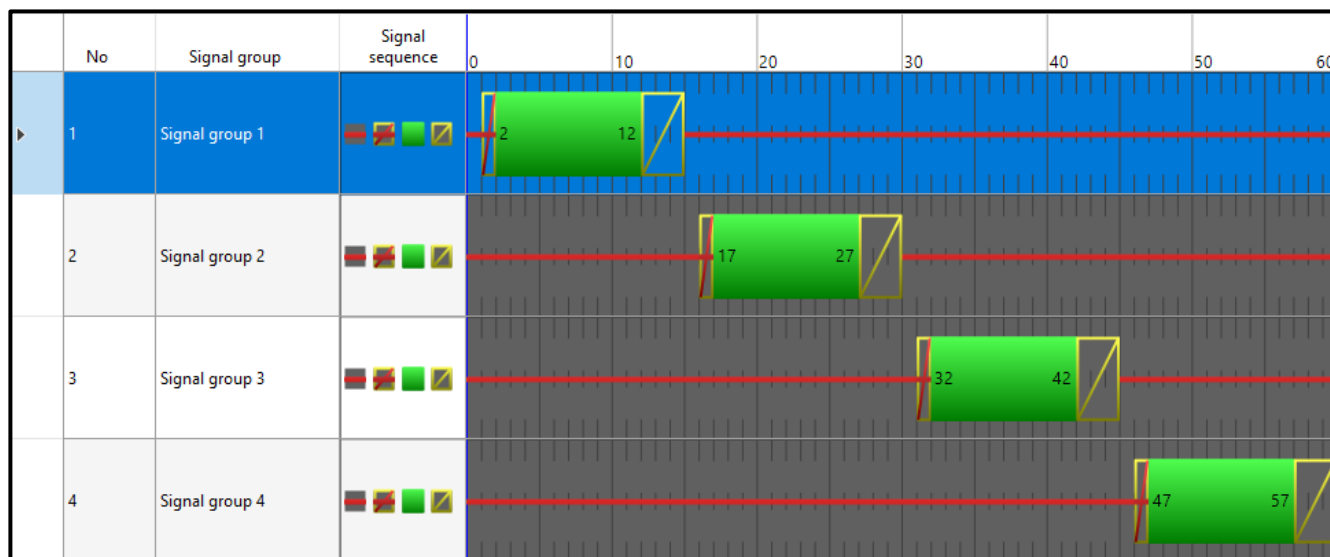 No Signal group Signal sequence 0 10 20 30 40 50 60
1 Signal group 1 2 12
2 Signal group 2 17 27
3 Signal group 3 32 42
4 Signal group 4 47 57